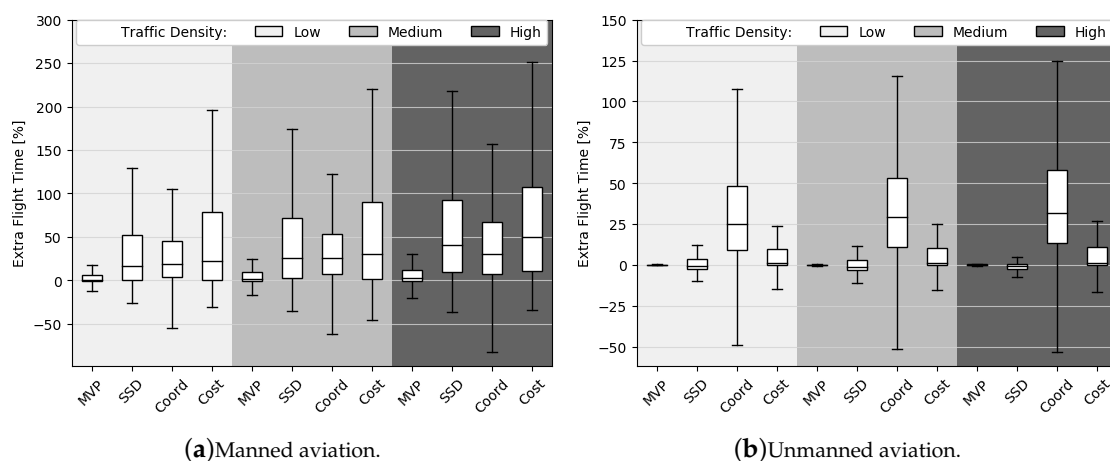 Traffic Density: Low Medium High
300
250
200
150
100
50
0
−50
Extra Flight Time [%]
MVP SSD Coord Cost MVP SSD Coord Cost MVP SSD Coord Cost
(a)Manned aviation.
Traffic Density: Low Medium High
150
125
100
75
50
25
0
−25
−50
Extra Flight Time [%]
MVP SSD Coord Cost MVP SSD Coord Cost MVP SSD Coord Cost
(b)Unmanned aviation.